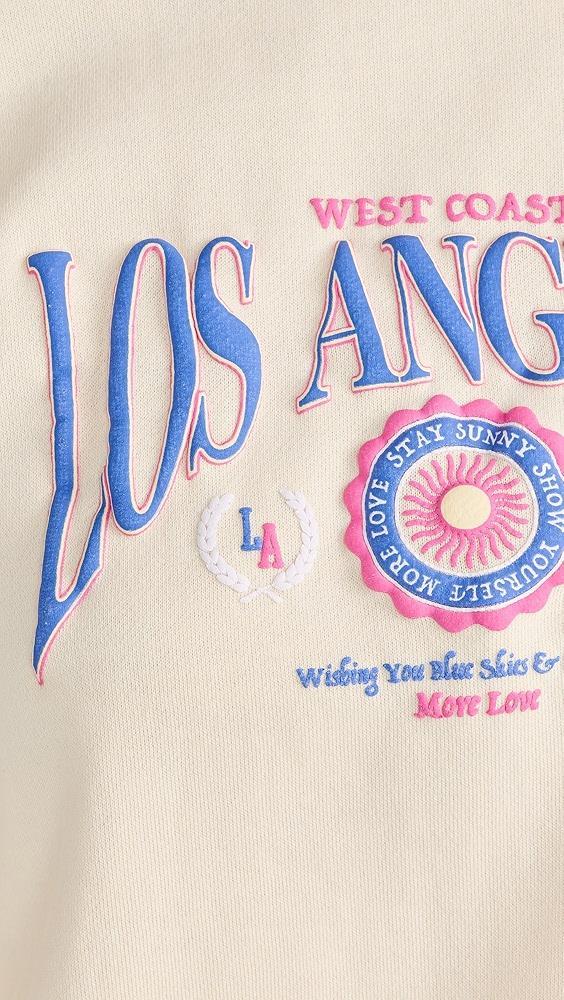 WEST COAST
LOS ANG
STAY SUNNY SHOW YOURSELF MORE LOVE
LA
Wishing You Blue Skies &
More Love